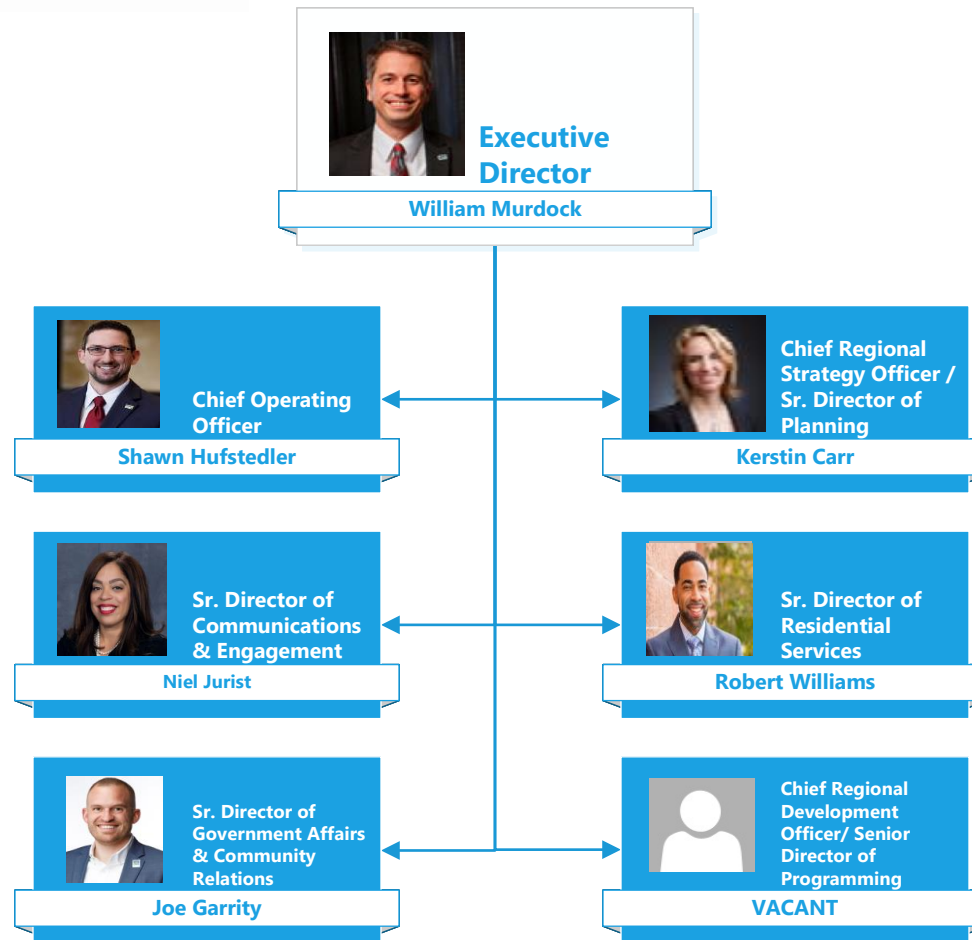 Executive
Director
William Murdock
Chief Operating
Officer
Shawn Hufstedler
Chief Regional
Strategy Officer /
Sr. Director of
Planning
Kerstin Carr
Sr. Director of
Communications
& Engagement
Niel Jurist
Sr. Director of
Residential
Services
Robert Williams
Sr. Director of
Government Affairs
& Community
Relations
Joe Garrity
Chief Regional
Development
Officer/ Senior
Director of
Programming
VACANT